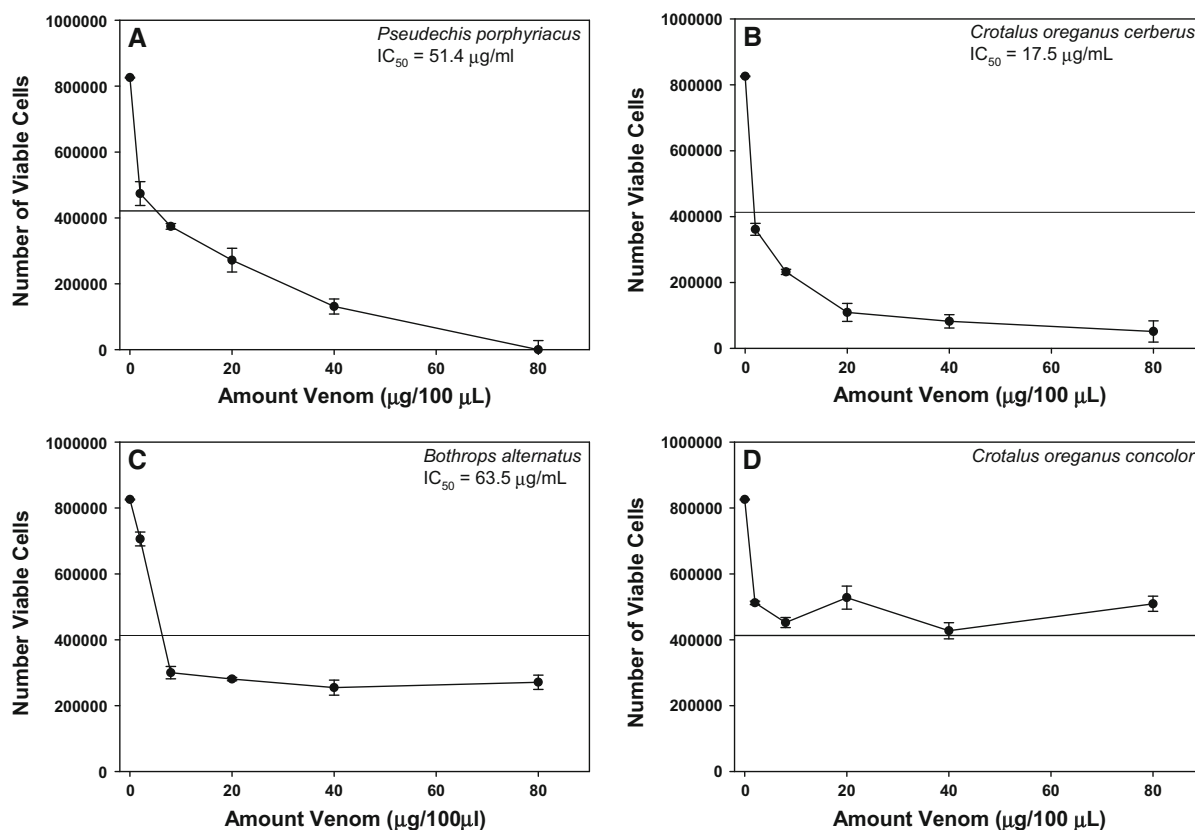 A
Pseudechis porphyriacus
IC50 = 51.4 μg/ml
Number of Viable Cells
1000000
800000
600000
400000
200000
0
0 20 40 60 80
Amount Venom (μg/100 μL)
B
Crotalus oreganus cerberus
IC50 = 17.5 μg/mL
Number Viable Cells
1000000
800000
600000
400000
200000
0
0 20 40 60 80
Amount Venom (μg/100 μL)
C
Bothrops alternatus
IC50 = 63.5 μg/mL
Number Viable Cells
1000000
800000
600000
400000
200000
0
0 20 40 60 80
Amount Venom (μg/100μl)
D
Crotalus oreganus concolor
Number of Viable Cells
1000000
800000
600000
400000
200000
0
0 20 40 60 80
Amount Venom (μg/100 μL)